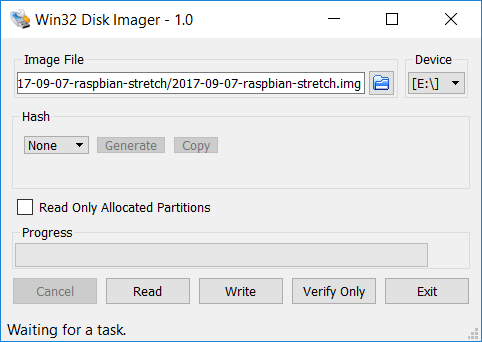 Win32 Disk Imager - 1.0
Image File
Device
17-09-07-raspbian-stretch/2017-09-07-raspbian-stretch.img
[E:\]
Hash
None
Generate
Copy
Read Only Allocated Partitions
Progress
Cancel
Read
Write
Verify Only
Exit
Waiting for a task.